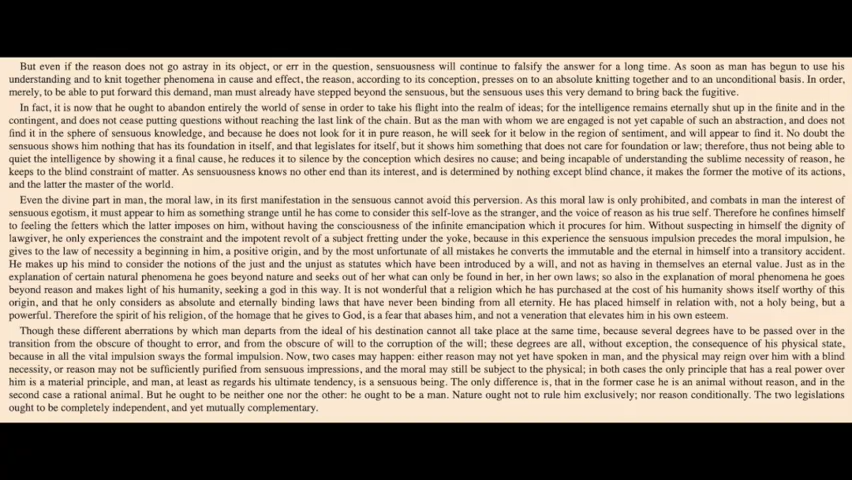 But even if the reason does not go astray in its object, or err in the question, sensuousness will continue to falsify the answer for a long time. As soon as man has begun to use his
understanding and to knit together phenomena in cause and effect, the reason, according to its conception, presses on to an absolute knitting together and to an unconditional basis. In order,
merely, to be able to put forward this demand, man must already have stepped beyond the sensuous, but the sensuous uses this very demand to bring back the fugitive.
In fact, it is now that he ought to abandon entirely the world of sense in order to take his flight into the realm of ideas; for the intelligence remains eternally shut up in the finite and in the
contingent, and does not cease putting questions without reaching the last link of the chain. But as the man with whom we are engaged is not yet capable of such an abstraction, and does not
find it in the sphere of sensuous knowledge, and because he does not look for it in pure reason, he will seek for it below in the region of sentiment, and will appear to find it. No doubt the
sensuous shows him nothing that has its foundation in itself, and that legislates for itself, but it shows him something that does not care for foundation or law; therefore, thus not being able to
quiet the intelligence by showing it a final cause, he reduces it to silence by the conception which desires no cause; and being incapable of understanding the sublime necessity of reason, he
keeps to the blind constraint of matter. As sensuousness knows no other end than its interest, and is determined by nothing except blind chance, it makes the former the motive of its actions,
and the latter the master of the world.
Even the divine part in man, the moral law, in its first manifestation in the sensuous cannot avoid this perversion. As this moral law is only prohibited, and combats in man the interest of
sensuous egotism, it must appear to him as something strange until he has come to consider this self-love as the stranger, and the voice of reason as his true self. Therefore he confines himself
to feeling the fetters which the latter imposes on him, without having the consciousness of the infinite emancipation which it procures for him. Without suspecting in himself the dignity of
lawgiver, he only experiences the constraint and the impotent revolt of a subject fretting under the yoke, because in this experience the sensuous impulsion precedes the moral impulsion, he
gives to the law of necessity a beginning in him, a positive origin, and by the most unfortunate of all mistakes he converts the immutable and the eternal in himself into a transitory accident.
He makes up his mind to consider the notions of the just and the unjust as statutes which have been introduced by a will, and not as having in themselves an eternal value. Just as in the
explanation of certain natural phenomena he goes beyond nature and seeks out of her what can only be found in her, in her own laws; so also in the explanation of moral phenomena he goes
beyond reason and makes light of his humanity, seeking a god in this way. It is not wonderful that a religion which he has purchased at the cost of his humanity shows itself worthy of this
origin, and that he only considers as absolute and eternally binding laws that have never been binding from all eternity. He has placed himself in relation with, not a holy being, but a
powerful. Therefore the spirit of his religion, of the homage that he gives to God, is a fear that abases him, and not a veneration that elevates him in his own esteem.
Though these different aberrations by which man departs from the ideal of his destination cannot all take place at the same time, because several degrees have to be passed over in the
transition from the obscure of thought to error, and from the obscure of will to the corruption of the will; these degrees are all, without exception, the consequence of his physical state,
because in all the vital impulsion sways the formal impulsion. Now, two cases may happen: either reason may not yet have spoken in man, and the physical may reign over him with a blind
necessity, or reason may not be sufficiently purified from sensuous impressions, and the moral may still be subject to the physical; in both cases the only principle that has a real power over
him is a material principle, and man, at least as regards his ultimate tendency, is a sensuous being. The only difference is, that in the former case he is an animal without reason, and in the
second case a rational animal. But he ought to be neither one nor the other: he ought to be a man. Nature ought not to rule him exclusively; nor reason conditionally. The two legislations
ought to be completely independent, and yet mutually complementary.